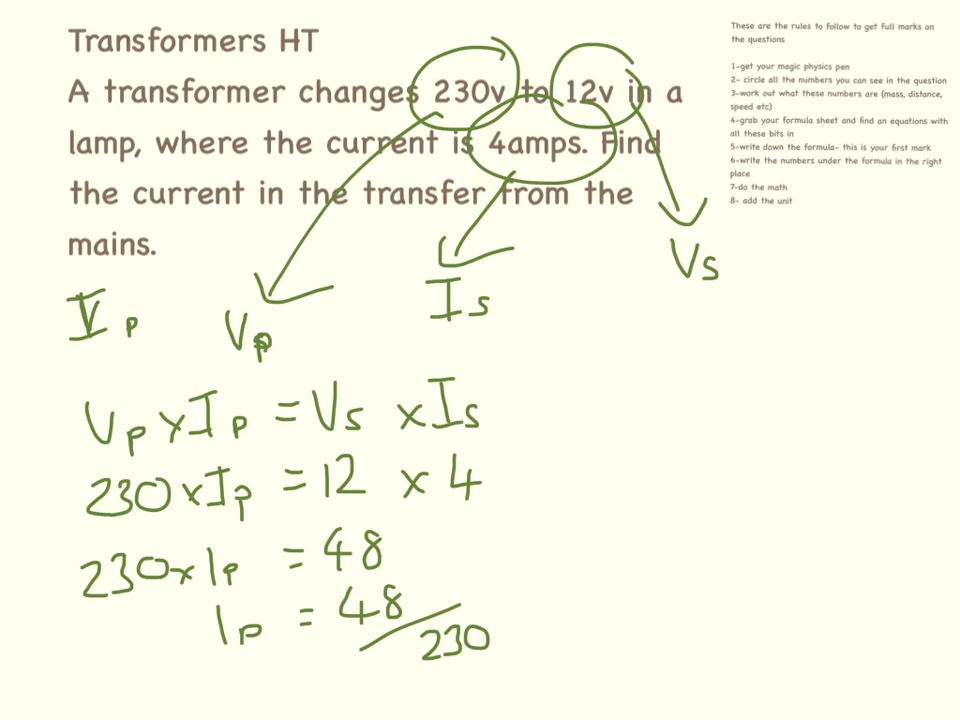 Transformers HT
A transformer changes 230v to 12v in a
lamp, where the current is 4amps. Find
the current in the transfer from the
mains.
These are the rules to follow to get full marks on
the questions
1-get your magic physics pen
2- circle all the numbers you can see in the question
3-work out what these numbers are (mass, distance,
speed etc)
4-grab your formula sheet and find an equations with
all these bits in
5-write down the formula- this is your first mark
6-write the numbers under the formula in the right
place
7-do the math
8- add the unit
Vs
Ip Vp Is
Vp x Ip = Vs x Is
230 x Ip = 12 x 4
230 x Ip = 48
Ip = 48/230